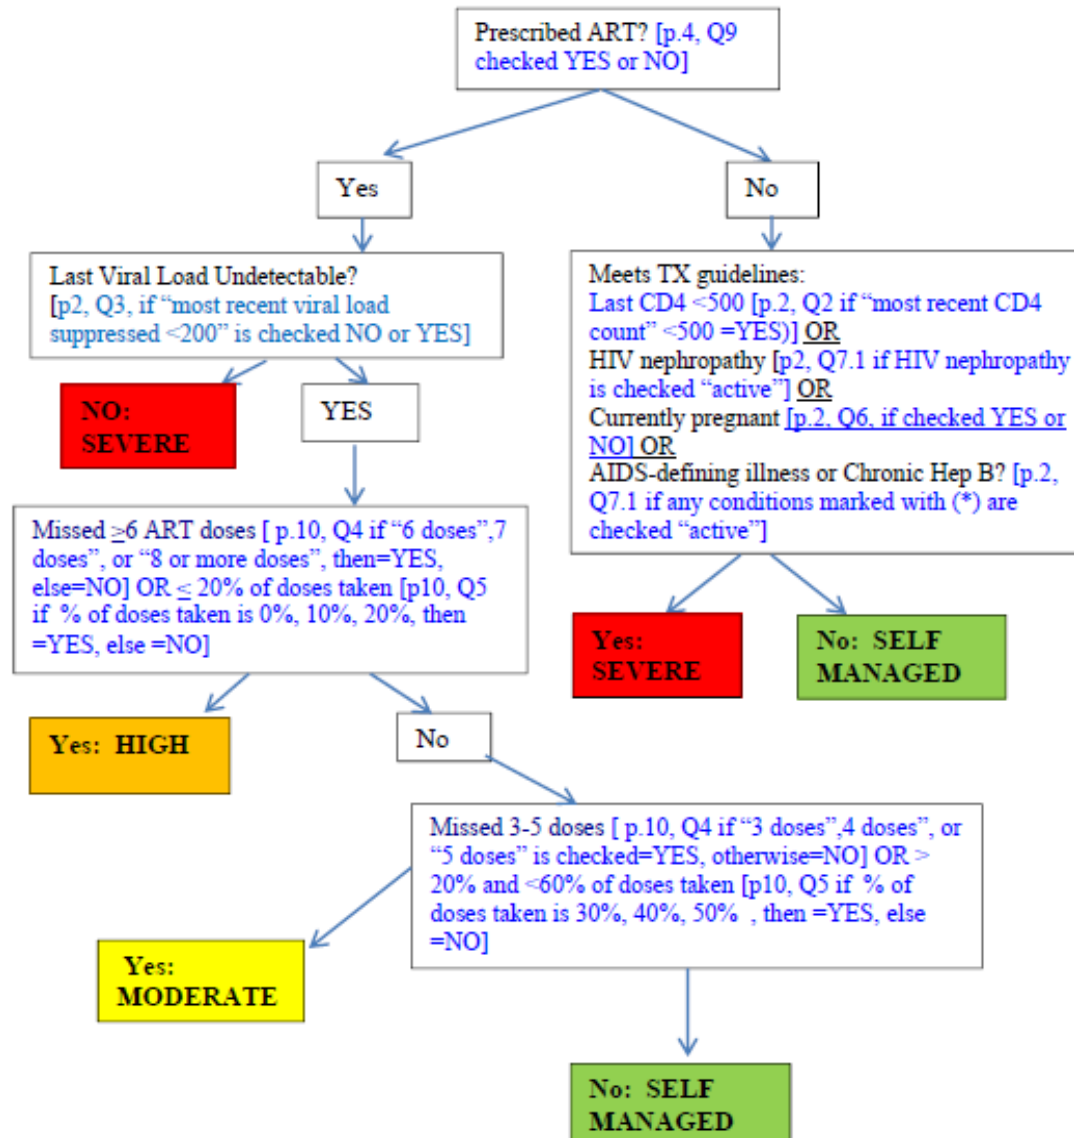 Prescribed ART? [p.4, Q9
checked YES or NO]
Yes
No
Last Viral Load Undetectable?
[p2, Q3, if “most recent viral load
suppressed <200” is checked NO or YES]
Meets TX guidelines:
Last CD4 <500 [p.2, Q2 if “most recent CD4
count” <500 =YES)] OR
HIV nephropathy [p2, Q7.1 if HIV nephropathy
is checked “active”] OR
Currently pregnant [p.2, Q6, if checked YES or
NO] OR
AIDS-defining illness or Chronic Hep B? [p.2,
Q7.1 if any conditions marked with (*) are
checked “active”]
NO:
SEVERE
YES
Missed ≥6 ART doses [ p.10, Q4 if “6 doses”,7
doses”, or “8 or more doses”, then=YES,
else=NO] OR ≤ 20% of doses taken [p10, Q5
if % of doses taken is 0%, 10%, 20%, then
=YES, else =NO]
Yes:
SEVERE
No: SELF
MANAGED
Yes: HIGH
No
Missed 3-5 doses [ p.10, Q4 if “3 doses”,4 doses”, or
“5 doses” is checked=YES, otherwise=NO] OR >
20% and <60% of doses taken [p10, Q5 if % of
doses taken is 30%, 40%, 50% , then =YES, else
=NO]
Yes:
MODERATE
No: SELF
MANAGED